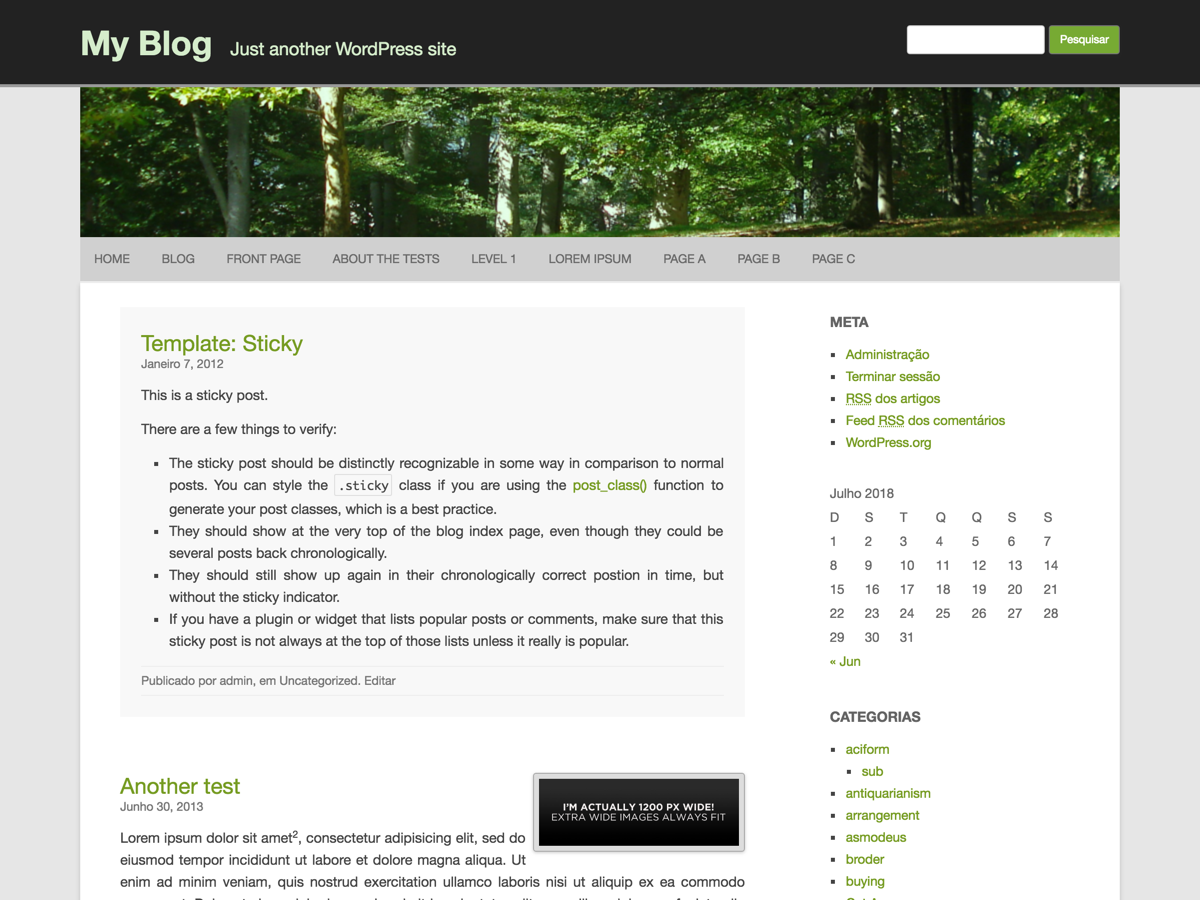 My Blog Just another WordPress site
Pesquisar
HOME BLOG FRONT PAGE ABOUT THE TESTS LEVEL 1 LOREM IPSUM PAGE A PAGE B PAGE C
Template: Sticky
Janeiro 7, 2012
This is a sticky post.
There are a few things to verify:
The sticky post should be distinctly recognizable in some way in comparison to normal
posts. You can style the .sticky class if you are using the post_class() function to
generate your post classes, which is a best practice.
They should show at the very top of the blog index page, even though they could be
several posts back chronologically.
They should still show up again in their chronologically correct postion in time, but
without the sticky indicator.
If you have a plugin or widget that lists popular posts or comments, make sure that this
sticky post is not always at the top of those lists unless it really is popular.
Publicado por admin, em Uncategorized. Editar
Another test
Junho 30, 2013
I'M ACTUALLY 1200 PX WIDE!
EXTRA WIDE IMAGES ALWAYS FIT
Lorem ipsum dolor sit amet², consectetur adipisicing elit, sed do
eiusmod tempor incididunt ut labore et dolore magna aliqua. Ut
enim ad minim veniam, quis nostrud exercitation ullamco laboris nisi ut aliquip ex ea commodo
META
Administração
Terminar sessão
RSS dos artigos
Feed RSS dos comentários
WordPress.org
Julho 2018
D S T Q Q S S
1 2 3 4 5 6 7
8 9 10 11 12 13 14
15 16 17 18 19 20 21
22 23 24 25 26 27 28
29 30 31
« Jun
CATEGORIAS
aciform
sub
antiquarianism
arrangement
asmodeus
broder
buying